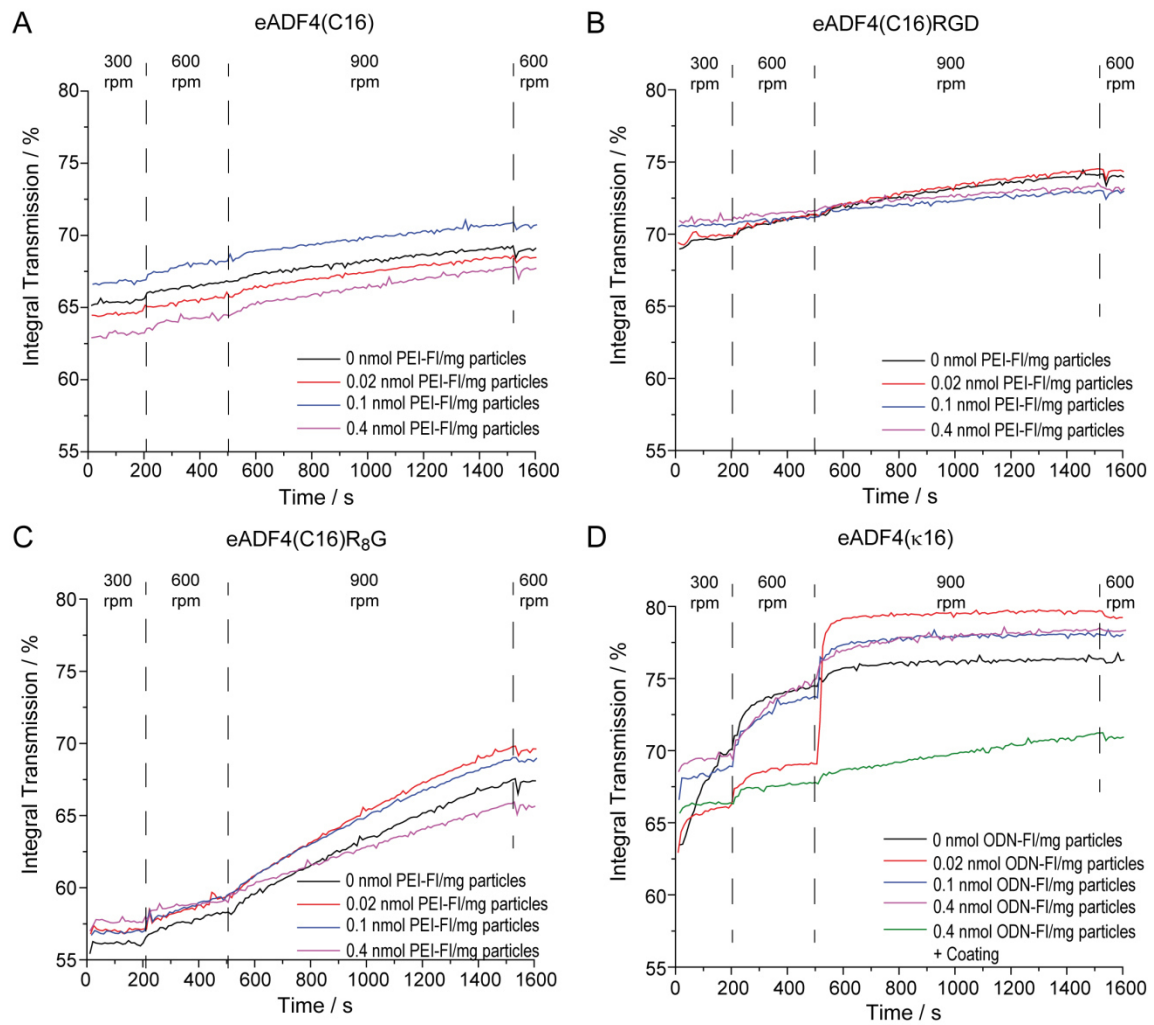 A
eADF4(C16)
300
rpm
600
rpm
900
rpm
600
rpm
Integral Transmission / %
80
75
70
65
60
55
0 nmol PEI-Fl/mg particles
0.02 nmol PEI-Fl/mg particles
0.1 nmol PEI-Fl/mg particles
0.4 nmol PEI-Fl/mg particles
0 200 400 600 800 1000 1200 1400 1600
Time / s
B
eADF4(C16)RGD
300
rpm
600
rpm
900
rpm
600
rpm
Integral Transmission / %
80
75
70
65
60
55
0 nmol PEI-Fl/mg particles
0.02 nmol PEI-Fl/mg particles
0.1 nmol PEI-Fl/mg particles
0.4 nmol PEI-Fl/mg particles
0 200 400 600 800 1000 1200 1400 1600
Time / s
C
eADF4(C16)R₈G
300
rpm
600
rpm
900
rpm
600
rpm
Integral Transmission / %
80
75
70
65
60
55
0 nmol PEI-Fl/mg particles
0.02 nmol PEI-Fl/mg particles
0.1 nmol PEI-Fl/mg particles
0.4 nmol PEI-Fl/mg particles
0 200 400 600 800 1000 1200 1400 1600
Time / s
D
eADF4(κ16)
300
rpm
600
rpm
900
rpm
600
rpm
Integral Transmission / %
80
75
70
65
60
55
0 nmol ODN-Fl/mg particles
0.02 nmol ODN-Fl/mg particles
0.1 nmol ODN-Fl/mg particles
0.4 nmol ODN-Fl/mg particles
0.4 nmol ODN-Fl/mg particles
+ Coating
0 200 400 600 800 1000 1200 1400 1600
Time / s